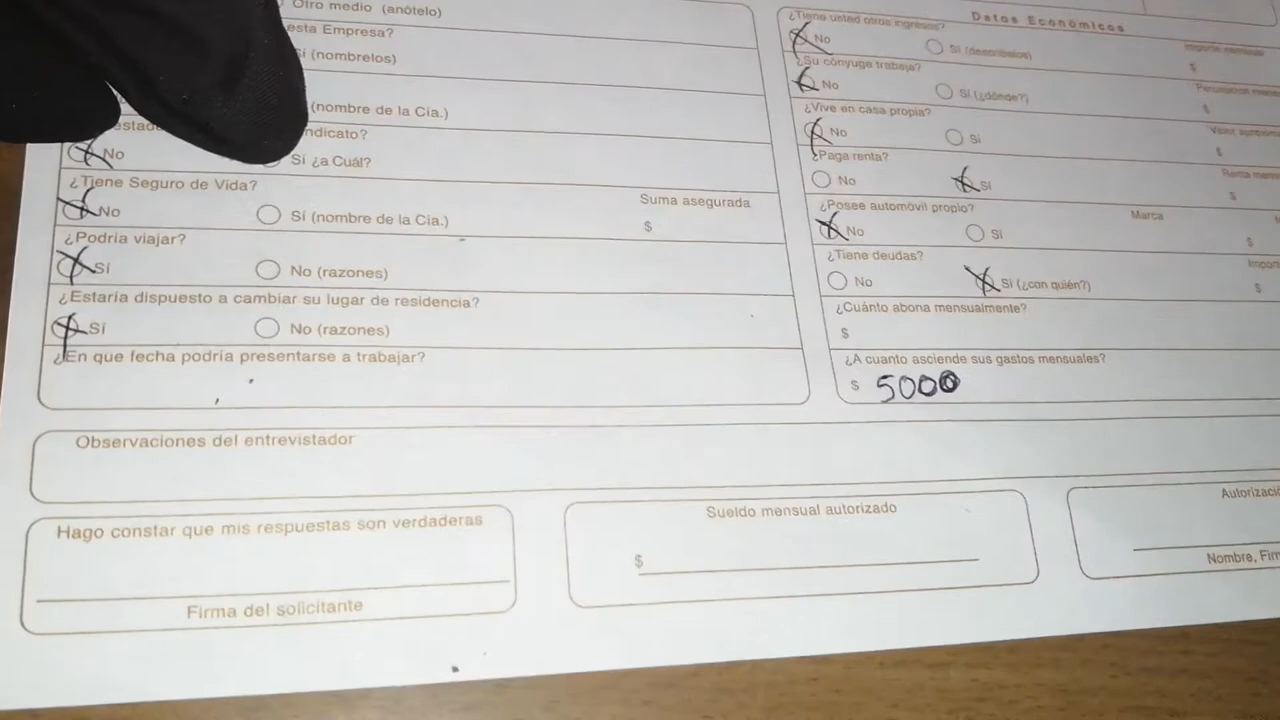 Otro medio (anótelo)
esta Empresa?
Sí (nombrelos)
(nombre de la Cia.)
ndicato?
No
Sí ¿a Cuál?
¿Tiene Seguro de Vida?
Suma asegurada
No
Sí (nombre de la Cia.)
$
¿Podría viajar?
Sí
No (razones)
¿Estaría dispuesto a cambiar su lugar de residencia?
Sí
No (razones)
¿En que fecha podría presentarse a trabajar?
Datos Económicos
¿Tiene usted otros ingresos?
No
Sí (descríbalos)
$
¿Su cónyuge trabaja?
No
Sí (¿dónde?)
$
¿Vive en casa propia?
No
Sí
$
¿Paga renta?
No
Sí
$
¿Posee automóvil propio?
Marca
No
Sí
$
¿Tiene deudas?
No
Sí (¿con quién?)
$
¿Cuánto abona mensualmente?
$
¿A cuanto asciende sus gastos mensuales?
$ 5000
Observaciones del entrevistador
Hago constar que mis respuestas son verdaderas
Firma del solicitante
Sueldo mensual autorizado
$
Autorizació
Nombre, Fir